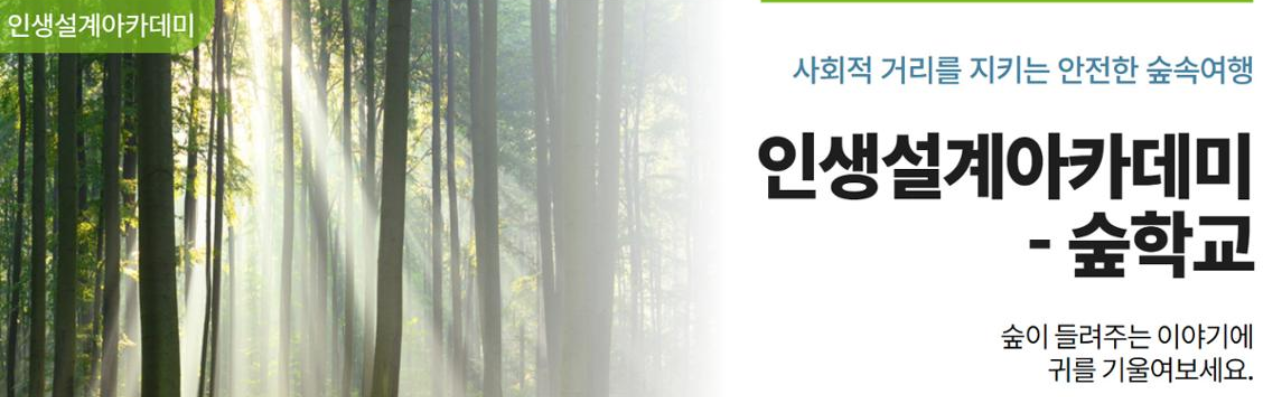 인생설계아카데미
사회적 거리를 지키는 안전한 숲속여행
인생설계아카데미
- 숲학교
숲이 들려주는 이야기에
귀를 기울여보세요.